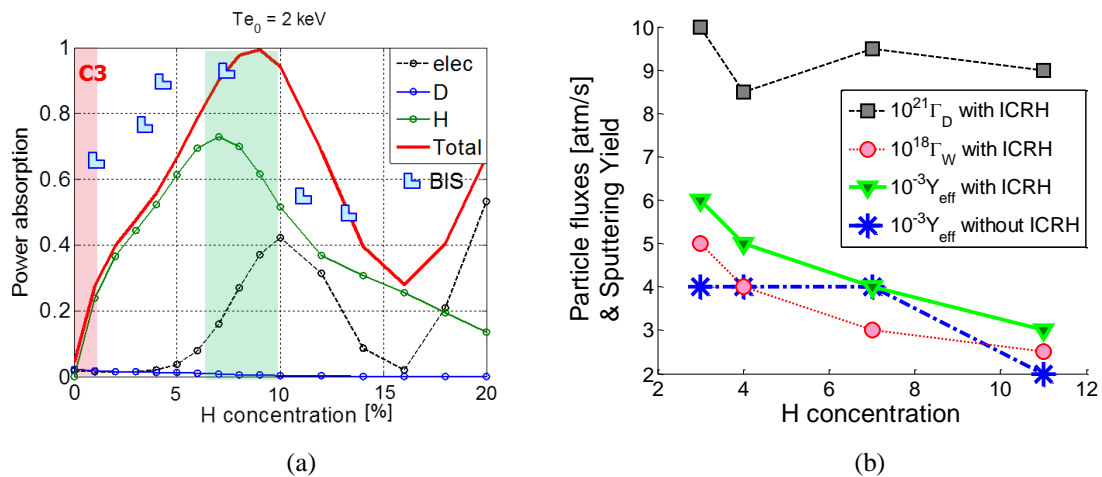 Te₀ = 2 keV
C3
elec
D
H
Total
BIS
Power absorption
1
0.8
0.6
0.4
0.2
0
0 5 10 15 20
H concentration [%]
(a)
10²¹Γ_D with ICRH
10¹⁸Γ_W with ICRH
10⁻³Y_eff with ICRH
10⁻³Y_eff without ICRH
Particle fluxes [atm/s]
& Sputtering Yield
10
9
8
7
6
5
4
3
2
2 4 6 8 10 12
H concentration
(b)